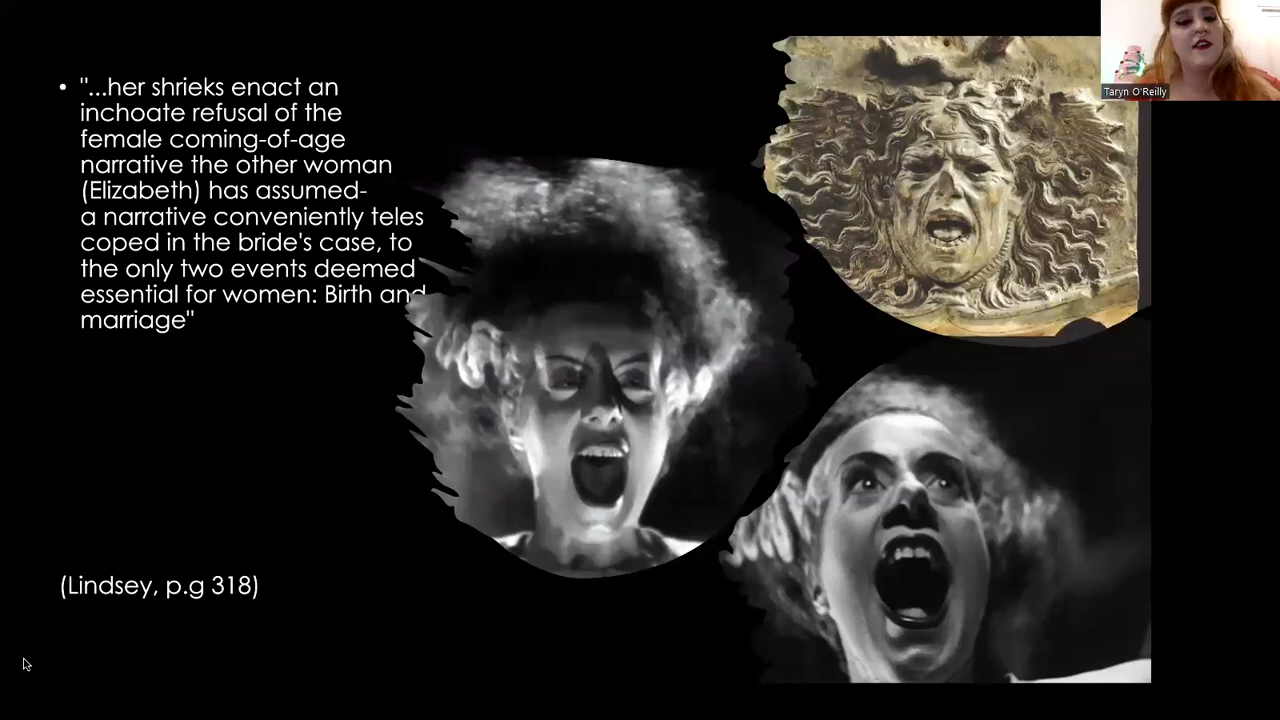 • "...her shrieks enact an
inchoate refusal of the
female coming-of-age
narrative the other woman
(Elizabeth) has assumed-
a narrative conveniently teles
coped in the bride's case, to
the only two events deemed
essential for women: Birth and
marriage"
(Lindsey, p.g 318)
Taryn O'Reilly